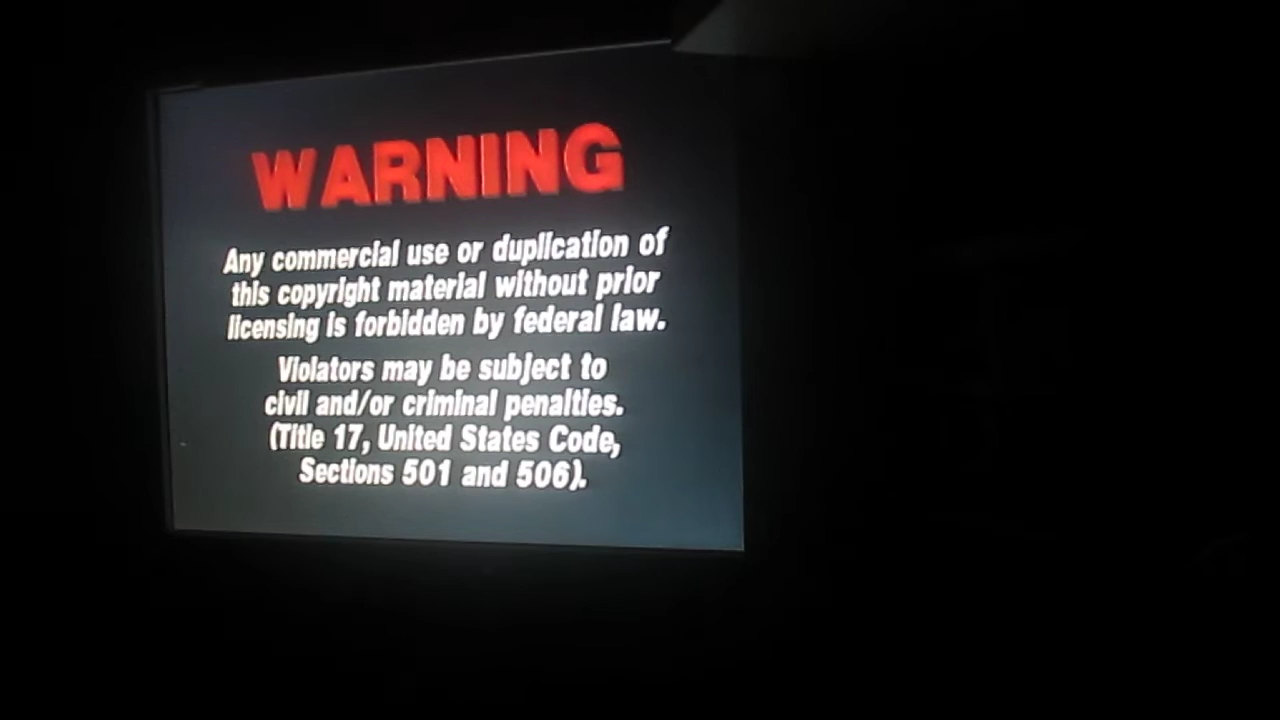 WARNING
Any commercial use or duplication of
this copyright material without prior
licensing is forbidden by federal law.
Violators may be subject to
civil and/or criminal penalties.
(Title 17, United States Code,
Sections 501 and 506).